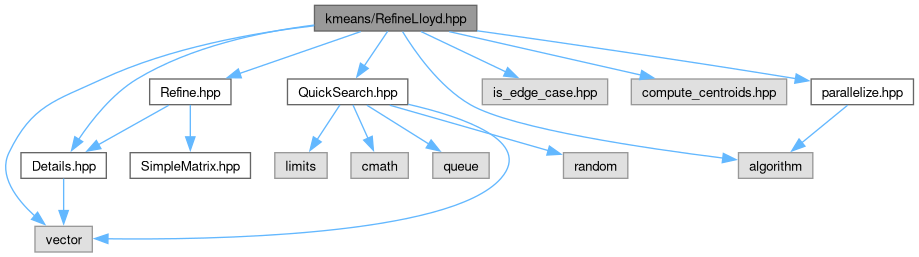 kmeans/RefineLloyd.hpp
Refine.hpp
QuickSearch.hpp
is_edge_case.hpp
compute_centroids.hpp
parallelize.hpp
Details.hpp
SimpleMatrix.hpp
limits
cmath
queue
random
algorithm
vector